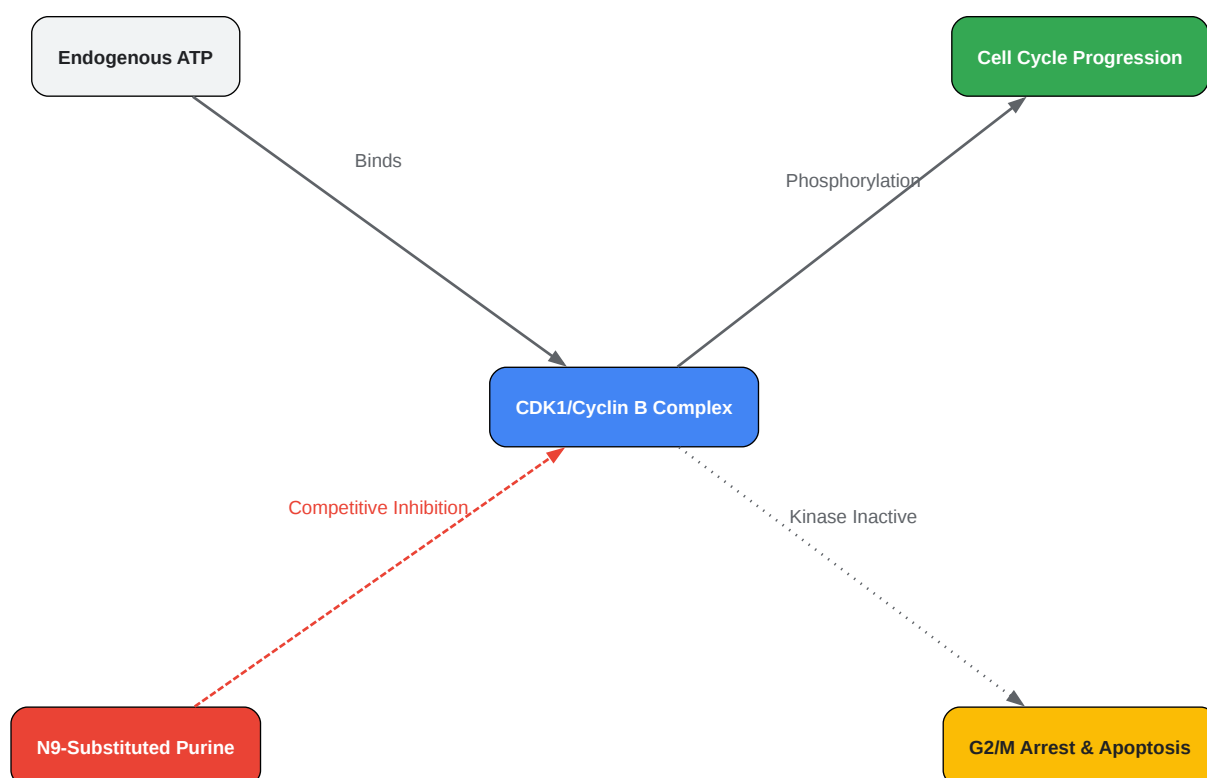 Endogenous ATP
Cell Cycle Progression
Binds
Phosphorylation
CDK1/Cyclin B Complex
Competitive Inhibition
Kinase Inactive
N9-Substituted Purine
G2/M Arrest & Apoptosis